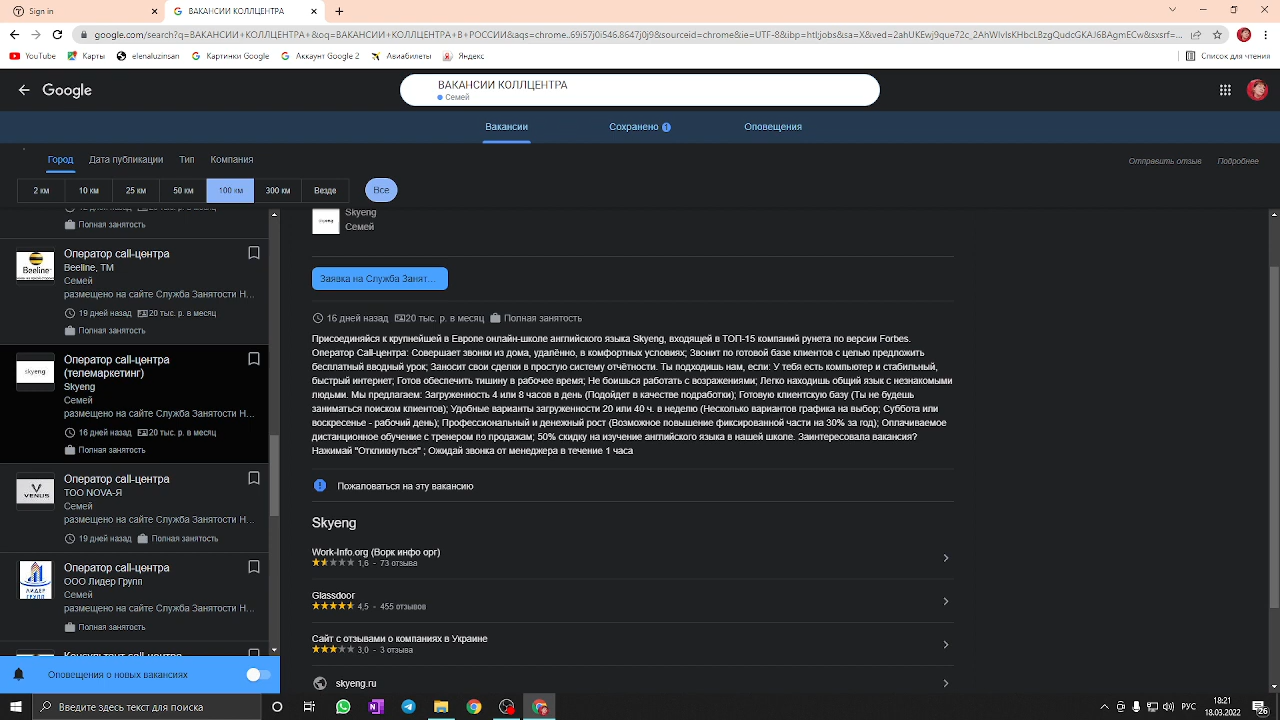 Sign in
ВАКАНСИИ КОЛЛЦЕНТРА
YouTube
Карты
elenaluzinsari
Картинки Google
Аккаунт Google 2
Авиабилеты
Яндекс
Список для чтения
Google
ВАКАНСИИ КОЛЛЦЕНТРА
Семей
Вакансии
Сохранено 1
Оповещения
Город
Дата публикации
Тип
Компания
Отправить отзыв
Подробнее
2 км
10 км
25 км
50 км
100 км
300 км
Везде
Все
Полная занятость
Оператор call-центра
Beeline, ТМ
Семей
размещено на сайте Служба Занятости Н...
19 дней назад 20 тыс. р. в месяц
Полная занятость
skyeng
Оператор call-центра
(телемаркетинг)
Skyeng
Семей
размещено на сайте Служба Занятости Н...
16 дней назад 20 тыс. р. в месяц
Полная занятость
VENUS
Оператор call-центра
ТОО NOVA-Я
Семей
размещено на сайте Служба Занятости Н...
19 дней назад Полная занятость
ЛИДЕР
ГРУПП
Оператор call-центра
ООО Лидер Групп
Семей
размещено на сайте Служба Занятости Н...
Полная занятость
Консультант call-центра
Оповещения о новых вакансиях
skyeng
Skyeng
Семей
Заявка на Служба Занят...
16 дней назад 20 тыс. р. в месяц Полная занятость
Присоединяйся к крупнейшей в Европе онлайн-школе английского языка Skyeng, входящей в ТОП-15 компаний рунета по версии Forbes.
Оператор Call-центра: Совершает звонки из дома, удалённо, в комфортных условиях; Звонит по готовой базе клиентов с целью предложить
бесплатный вводный урок; Заносит свои сделки в простую систему отчётности. Ты подходишь нам, если: У тебя есть компьютер и стабильный,
быстрый интернет; Готов обеспечить тишину в рабочее время; Не боишься работать с возражениями; Легко находишь общий язык с незнакомыми
людьми. Мы предлагаем: Загруженность 4 или 8 часов в день (Подойдет в качестве подработки); Готовую клиентскую базу (Ты не будешь
заниматься поиском клиентов); Удобные варианты загруженности 20 или 40 ч. в неделю (Несколько вариантов графика на выбор; Суббота или
воскресенье - рабочий день); Профессиональный и денежный рост (Возможное повышение фиксированной части на 30% за год); Оплачиваемое
дистанционное обучение с тренером по продажам; 50% скидку на изучение английского языка в нашей школе. Заинтересовала вакансия?
Нажимай "Откликнуться" ; Ожидай звонка от менеджера в течение 1 часа
Пожаловаться на эту вакансию
Skyeng
Work-Info.org (Ворк инфо орг)
1,6 - 73 отзыва
Glassdoor
4,5 - 455 отзывов
Сайт с отзывами о компаниях в Украине
3,0 - 3 отзыва
skyeng.ru
Введите здесь текст для поиска
РУС
18:21
18.03.2022
26